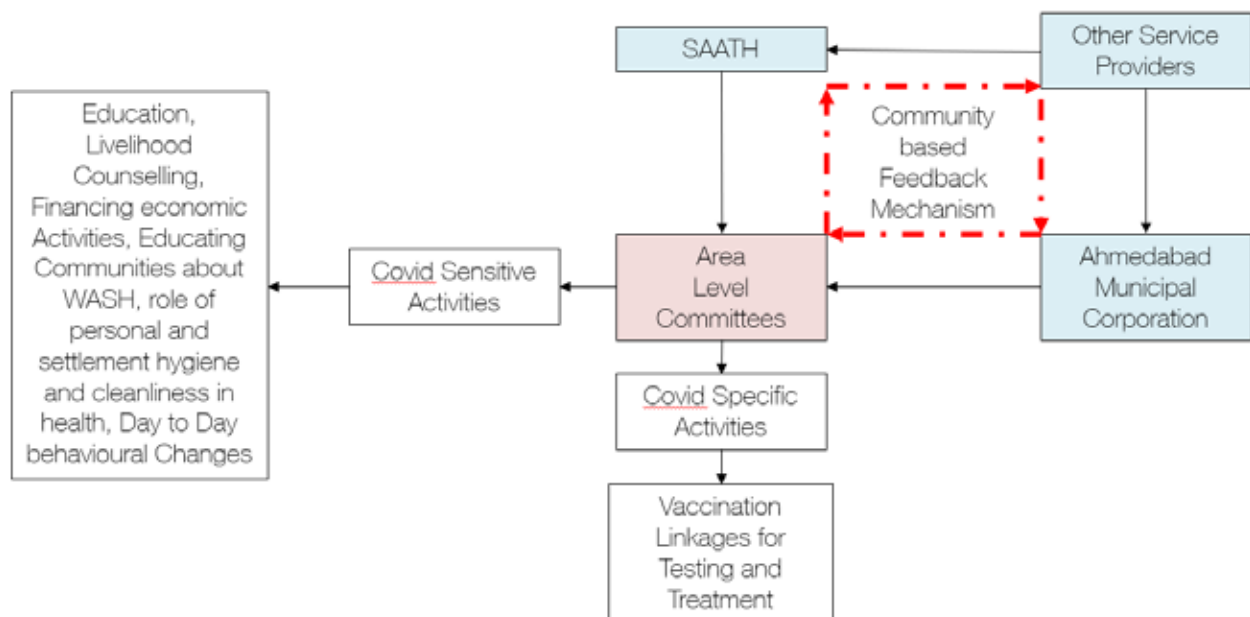 SAATH
Other Service
Providers
Education,
Livelihood
Counselling,
Financing economic
Activities, Educating
Communities about
WASH, role of
personal and
settlement hygiene
and cleanliness in
health, Day to Day
behavioural Changes
Community
based
Feedback
Mechanism
Covid Sensitive
Activities
Area
Level
Committees
Ahmedabad
Municipal
Corporation
Covid Specific
Activities
Vaccination
Linkages for
Testing and
Treatment